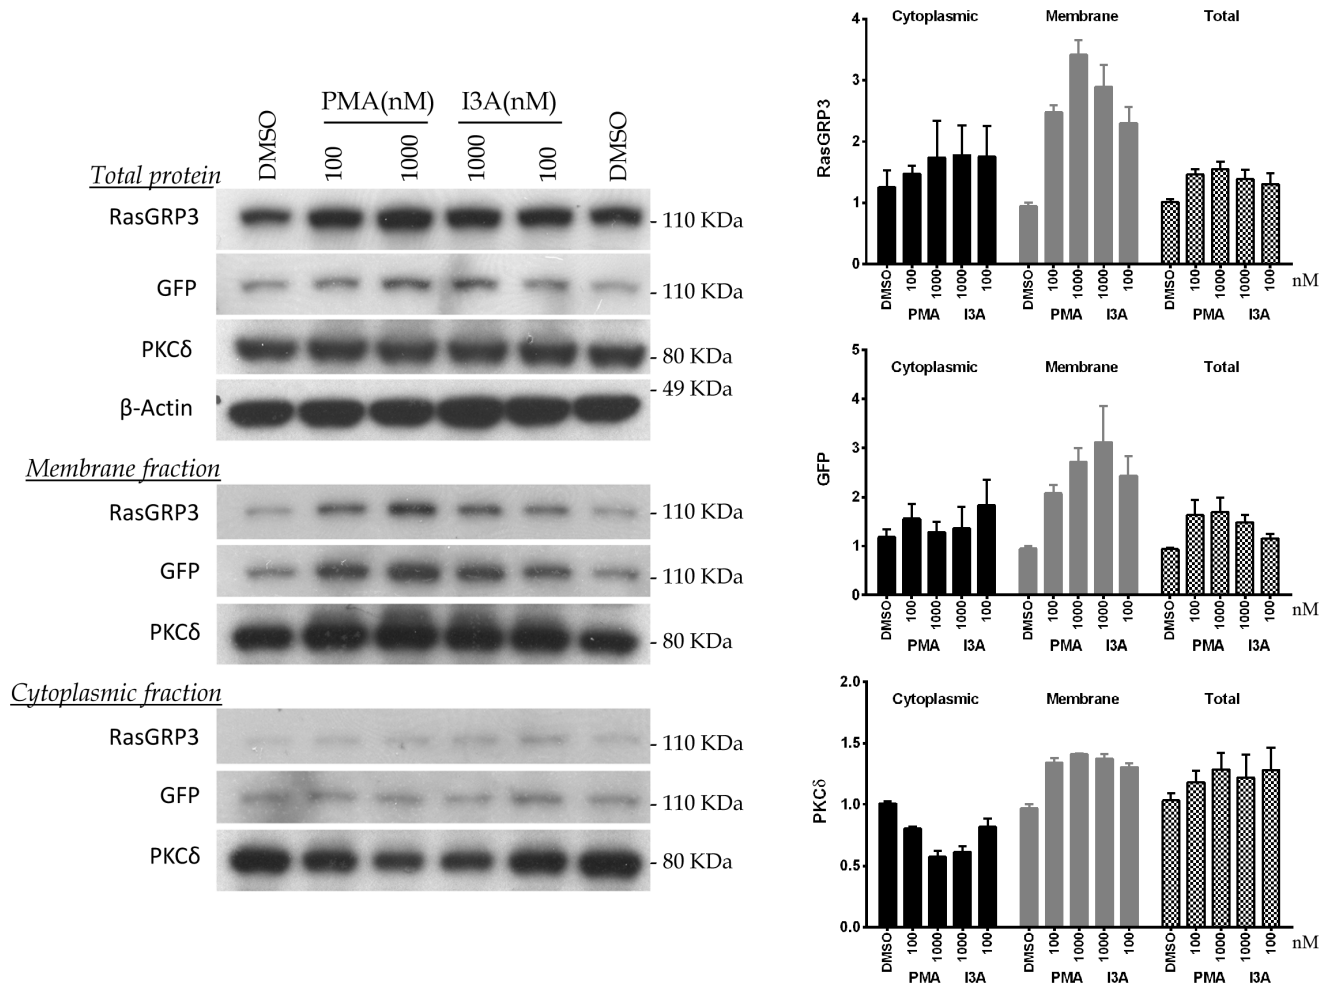 PMA(nM) I3A(nM)
DMSO 100 1000 1000 100 DMSO
Total protein
RasGRP3 - 110 KDa
GFP - 110 KDa
PKCδ - 80 KDa
- 49 KDa
β-Actin
Membrane fraction
RasGRP3 - 110 KDa
GFP - 110 KDa
PKCδ - 80 KDa
Cytoplasmic fraction
RasGRP3 - 110 KDa
GFP - 110 KDa
PKCδ - 80 KDa
Cytoplasmic Membrane Total
RasGRP3
4
3
2
1
0
DMSO 100 1000 1000 100 DMSO 100 1000 1000 100 DMSO 100 1000 1000 100 nM
PMA I3A PMA I3A PMA I3A
Cytoplasmic Membrane Total
GFP
5
4
3
2
1
0
DMSO 100 1000 1000 100 DMSO 100 1000 1000 100 DMSO 100 1000 1000 100 nM
PMA I3A PMA I3A PMA I3A
Cytoplasmic Membrane Total
PKCδ
2.0
1.5
1.0
0.5
0.0
DMSO 100 1000 1000 100 DMSO 100 1000 1000 100 DMSO 100 1000 1000 100 nM
PMA I3A PMA I3A PMA I3A